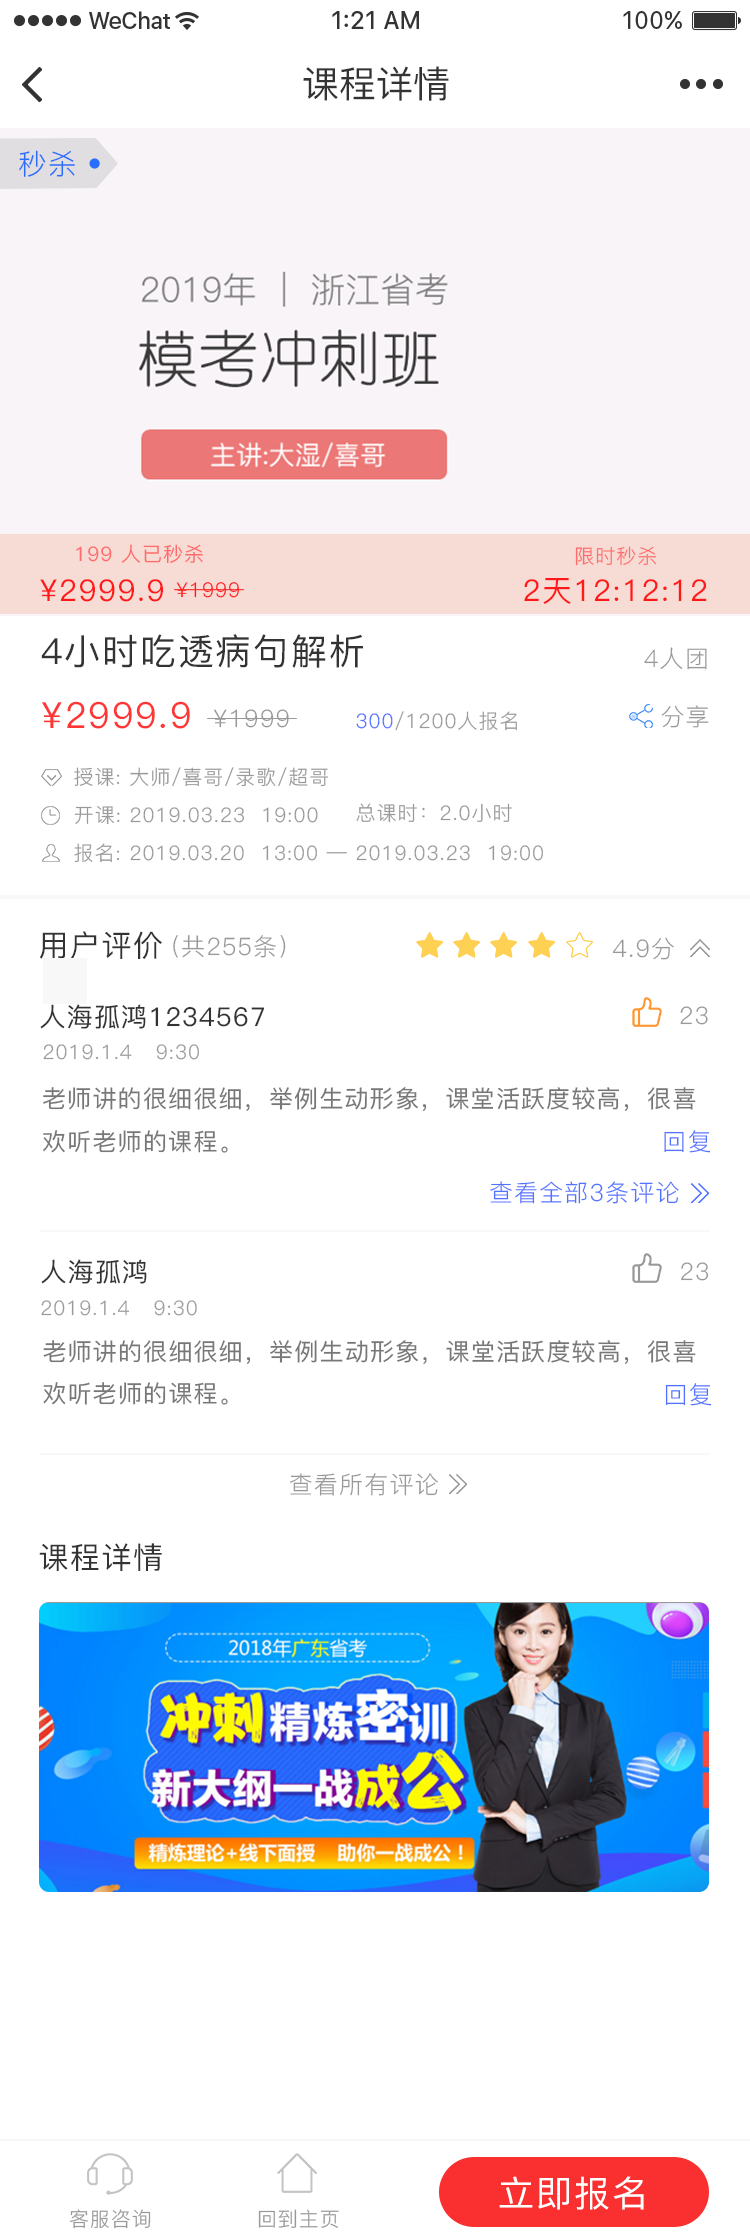 WeChat 1:21 AM 100%
课程详情
秒杀
2019年 | 浙江省考
模考冲刺班
主讲:大湿/喜哥
199 人已秒杀 限时秒杀
¥2999.9 ¥1999 2天12:12:12
4小时吃透病句解析 4人团
¥2999.9 ¥1999 300/1200人报名 分享
授课: 大师/喜哥/录歌/超哥
开课: 2019.03.23 19:00 总课时：2.0小时
报名: 2019.03.20 13:00 — 2019.03.23 19:00
用户评价 (共255条) 4.9分
人海孤鸿1234567 23
2019.1.4 9:30
老师讲的很细很细，举例生动形象，课堂活跃度较高，很喜
欢听老师的课程。 回复
查看全部3条评论
人海孤鸿 23
2019.1.4 9:30
老师讲的很细很细，举例生动形象，课堂活跃度较高，很喜
欢听老师的课程。 回复
查看所有评论
课程详情
2018年广东省考
冲刺精炼密训
新大纲一战成公
精炼理论+线下面授 助你一战成公！
客服咨询 回到主页 立即报名